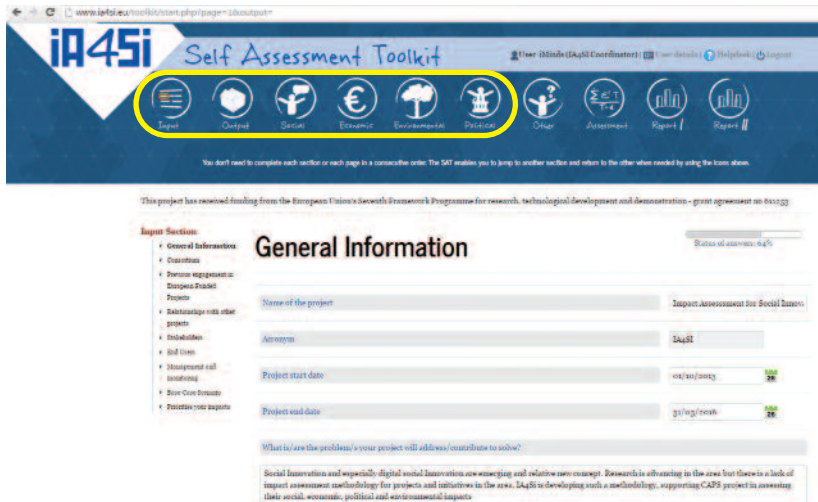 www.ia4si.eu/toolkit/start.php?page=1&output=
iA4Si Self Assessment Toolkit
User iMinds (IA4SI Coordinator) | User details | Helpdesk | Logout
Input Output Social Economic Environmental Political Other Assessment Report I Report II
You don't need to complete each section or each page in a consecutive order. The SAT enables you to jump to another section and return to the other when needed by using the icons above.
This project has received funding from the European Union's Seventh Framework Programme for research, technological development and demonstration - grant agreement no 611253
Input Section
General Information
Consortium
Previous engagement in
European Funded
Projects
Relationships with other
projects
Stakeholders
End Users
Management and
monitoring
Base Case Scenario
Prioritise your impacts
General Information
Status of answers: 64%
Name of the project
Impact Assessment for Social Innov
Acronym
IA4SI
Project start date
01/10/2013
Project end date
31/03/2016
What is/are the problem/s your project will address/contribute to solve?
Social Innovation and especially digital social Innovation are emerging and relative new concept. Research is advancing in the area but there is a lack of
impact assessment methodology for projects and initiatives in the area. IA4Si is developing such a methodology, supporting CAPS project in assessing
their social, economic, political and environmental impacts